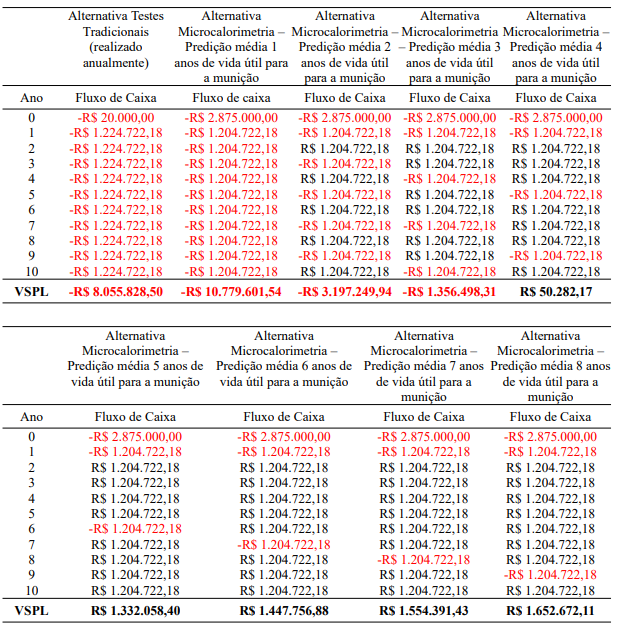 Alternativa Testes Tradicionais (realizado anualmente) Alternativa Microcalorimetria – Predição média 1 anos de vida útil para a munição Alternativa Microcalorimetria – Predição média 2 anos de vida útil para a munição Alternativa Microcalorimetria – Predição média 3 anos de vida útil para a munição Alternativa Microcalorimetria – Predição média 4 anos de vida útil para a munição
Ano Fluxo de Caixa Fluxo de caixa Fluxo de Caixa Fluxo de Caixa Fluxo de Caixa
0 -R$ 20.000,00 -R$ 2.875.000,00 -R$ 2.875.000,00 -R$ 2.875.000,00 -R$ 2.875.000,00
1 -R$ 1.224.722,18 -R$ 1.204.722,18 -R$ 1.204.722,18 -R$ 1.204.722,18 -R$ 1.204.722,18
2 -R$ 1.224.722,18 -R$ 1.204.722,18 R$ 1.204.722,18 R$ 1.204.722,18 R$ 1.204.722,18
3 -R$ 1.224.722,18 -R$ 1.204.722,18 -R$ 1.204.722,18 R$ 1.204.722,18 R$ 1.204.722,18
4 -R$ 1.224.722,18 -R$ 1.204.722,18 R$ 1.204.722,18 -R$ 1.204.722,18 R$ 1.204.722,18
5 -R$ 1.224.722,18 -R$ 1.204.722,18 -R$ 1.204.722,18 R$ 1.204.722,18 -R$ 1.204.722,18
6 -R$ 1.224.722,18 -R$ 1.204.722,18 R$ 1.204.722,18 R$ 1.204.722,18 R$ 1.204.722,18
7 -R$ 1.224.722,18 -R$ 1.204.722,18 -R$ 1.204.722,18 -R$ 1.204.722,18 R$ 1.204.722,18
8 -R$ 1.224.722,18 -R$ 1.204.722,18 R$ 1.204.722,18 R$ 1.204.722,18 R$ 1.204.722,18
9 -R$ 1.224.722,18 -R$ 1.204.722,18 -R$ 1.204.722,18 R$ 1.204.722,18 -R$ 1.204.722,18
10 -R$ 1.224.722,18 -R$ 1.204.722,18 R$ 1.204.722,18 -R$ 1.204.722,18 R$ 1.204.722,18
VSPL -R$ 8.055.828,50 -R$ 10.779.601,54 -R$ 3.197.249,94 -R$ 1.356.498,31 R$ 50.282,17
Alternativa Microcalorimetria – Predição média 5 anos de vida útil para a munição Alternativa Microcalorimetria – Predição média 6 anos de vida útil para a munição Alternativa Microcalorimetria – Predição média 7 anos de vida útil para a munição Alternativa Microcalorimetria – Predição média 8 anos de vida útil para a munição
Ano Fluxo de Caixa Fluxo de Caixa Fluxo de Caixa Fluxo de Caixa
0 -R$ 2.875.000,00 -R$ 2.875.000,00 -R$ 2.875.000,00 -R$ 2.875.000,00
1 -R$ 1.204.722,18 -R$ 1.204.722,18 -R$ 1.204.722,18 -R$ 1.204.722,18
2 R$ 1.204.722,18 R$ 1.204.722,18 R$ 1.204.722,18 R$ 1.204.722,18
3 R$ 1.204.722,18 R$ 1.204.722,18 R$ 1.204.722,18 R$ 1.204.722,18
4 R$ 1.204.722,18 R$ 1.204.722,18 R$ 1.204.722,18 R$ 1.204.722,18
5 R$ 1.204.722,18 R$ 1.204.722,18 R$ 1.204.722,18 R$ 1.204.722,18
6 -R$ 1.204.722,18 R$ 1.204.722,18 R$ 1.204.722,18 R$ 1.204.722,18
7 R$ 1.204.722,18 -R$ 1.204.722,18 R$ 1.204.722,18 R$ 1.204.722,18
8 R$ 1.204.722,18 R$ 1.204.722,18 -R$ 1.204.722,18 R$ 1.204.722,18
9 R$ 1.204.722,18 R$ 1.204.722,18 R$ 1.204.722,18 -R$ 1.204.722,18
10 R$ 1.204.722,18 R$ 1.204.722,18 R$ 1.204.722,18 R$ 1.204.722,18
VSPL R$ 1.332.058,40 R$ 1.447.756,88 R$ 1.554.391,43 R$ 1.652.672,11